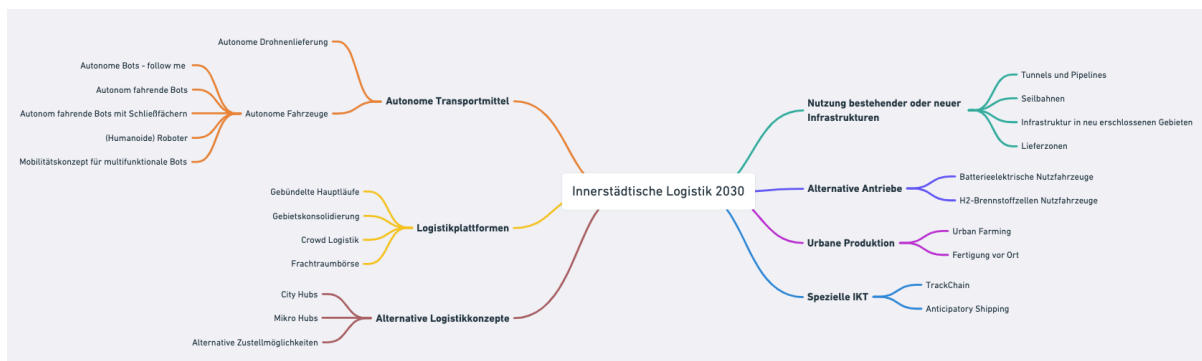 Innerstädtische Logistik 2030
Autonome Transportmittel
Autonome Drohnenlieferung
Autonome Fahrzeuge
Autonome Bots - follow me
Autonom fahrende Bots
Autonom fahrende Bots mit Schließfächern
(Humanoide) Roboter
Mobilitätskonzept für multifunktionale Bots
Logistikplattformen
Gebündelte Hauptläufe
Gebietskonsolidierung
Crowd Logistik
Frachtraumbörse
Alternative Logistikkonzepte
City Hubs
Mikro Hubs
Alternative Zustellmöglichkeiten
Nutzung bestehender oder neuer
Infrastrukturen
Tunnels und Pipelines
Seilbahnen
Infrastruktur in neu erschlossenen Gebieten
Lieferzonen
Alternative Antriebe
Batterieelektrische Nutzfahrzeuge
H2-Brennstoffzellen Nutzfahrzeuge
Urbane Produktion
Urban Farming
Fertigung vor Ort
Spezielle IKT
TrackChain
Anticipatory Shipping